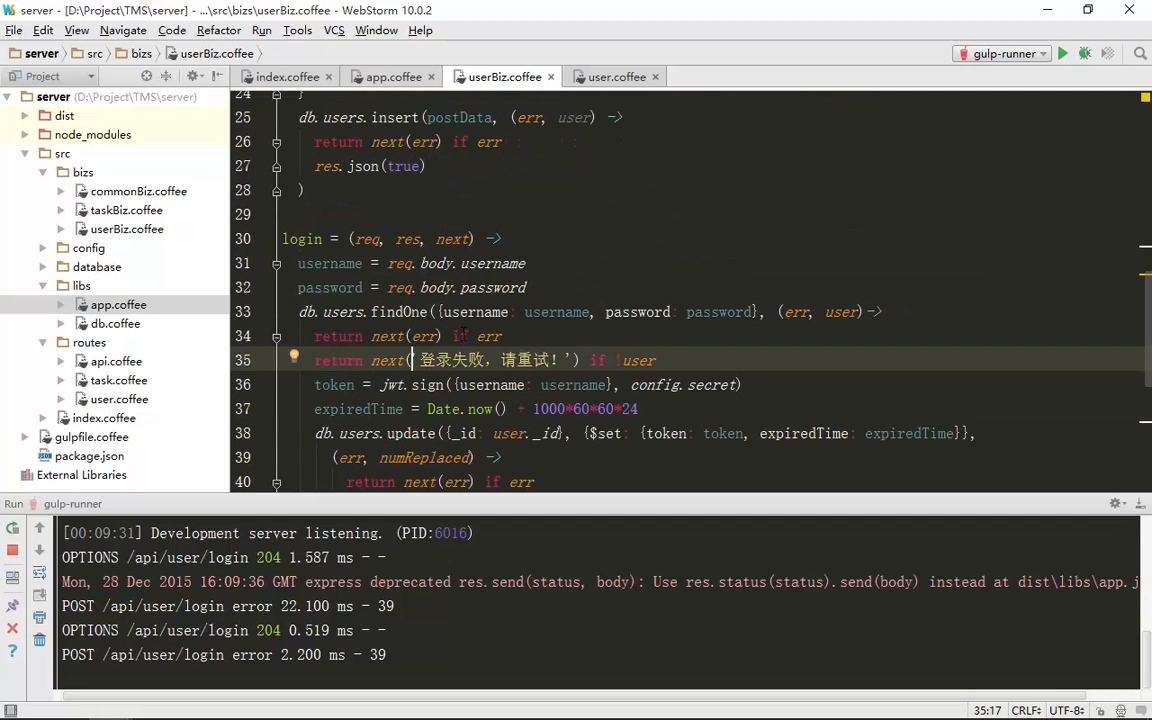 server - [D:\Project\TMS\server] - ...\src\bizs\userBiz.coffee - WebStorm 10.0.2
File Edit View Navigate Code Refactor Run Tools VCS Window Help
server src bizs userBiz.coffee gulp-runner
Project index.coffee app.coffee userBiz.coffee user.coffee
server (D:\Project\TMS\server)
dist
node_modules
src
bizs
commonBiz.coffee
taskBiz.coffee
userBiz.coffee
config
database
libs
app.coffee
db.coffee
routes
api.coffee
task.coffee
user.coffee
index.coffee
gulpfile.coffee
package.json
External Libraries
24 }
25 db.users.insert(postData, (err, user) ->
26 return next(err) if err
27 res.json(true)
28 )
29
30 login = (req, res, next) ->
31 username = req.body.username
32 password = req.body.password
33 db.users.findOne({username: username, password: password}, (err, user)->
34 return next(err) if err
35 return next('登录失败，请重试！') if !user
36 token = jwt.sign({username: username}, config.secret)
37 expiredTime = Date.now() + 1000*60*60*24
38 db.users.update({_id: user._id}, {$set: {token: token, expiredTime: expiredTime}},
39 (err, numReplaced) ->
40 return next(err) if err
Run gulp-runner
[00:09:31] Development server listening. (PID:6016)
OPTIONS /api/user/login 204 1.587 ms - -
Mon, 28 Dec 2015 16:09:36 GMT express deprecated res.send(status, body): Use res.status(status).send(body) instead at dist\libs\app.j
POST /api/user/login error 22.100 ms - 39
OPTIONS /api/user/login 204 0.519 ms - -
POST /api/user/login error 2.200 ms - 39
35:17 CRLF UTF-8